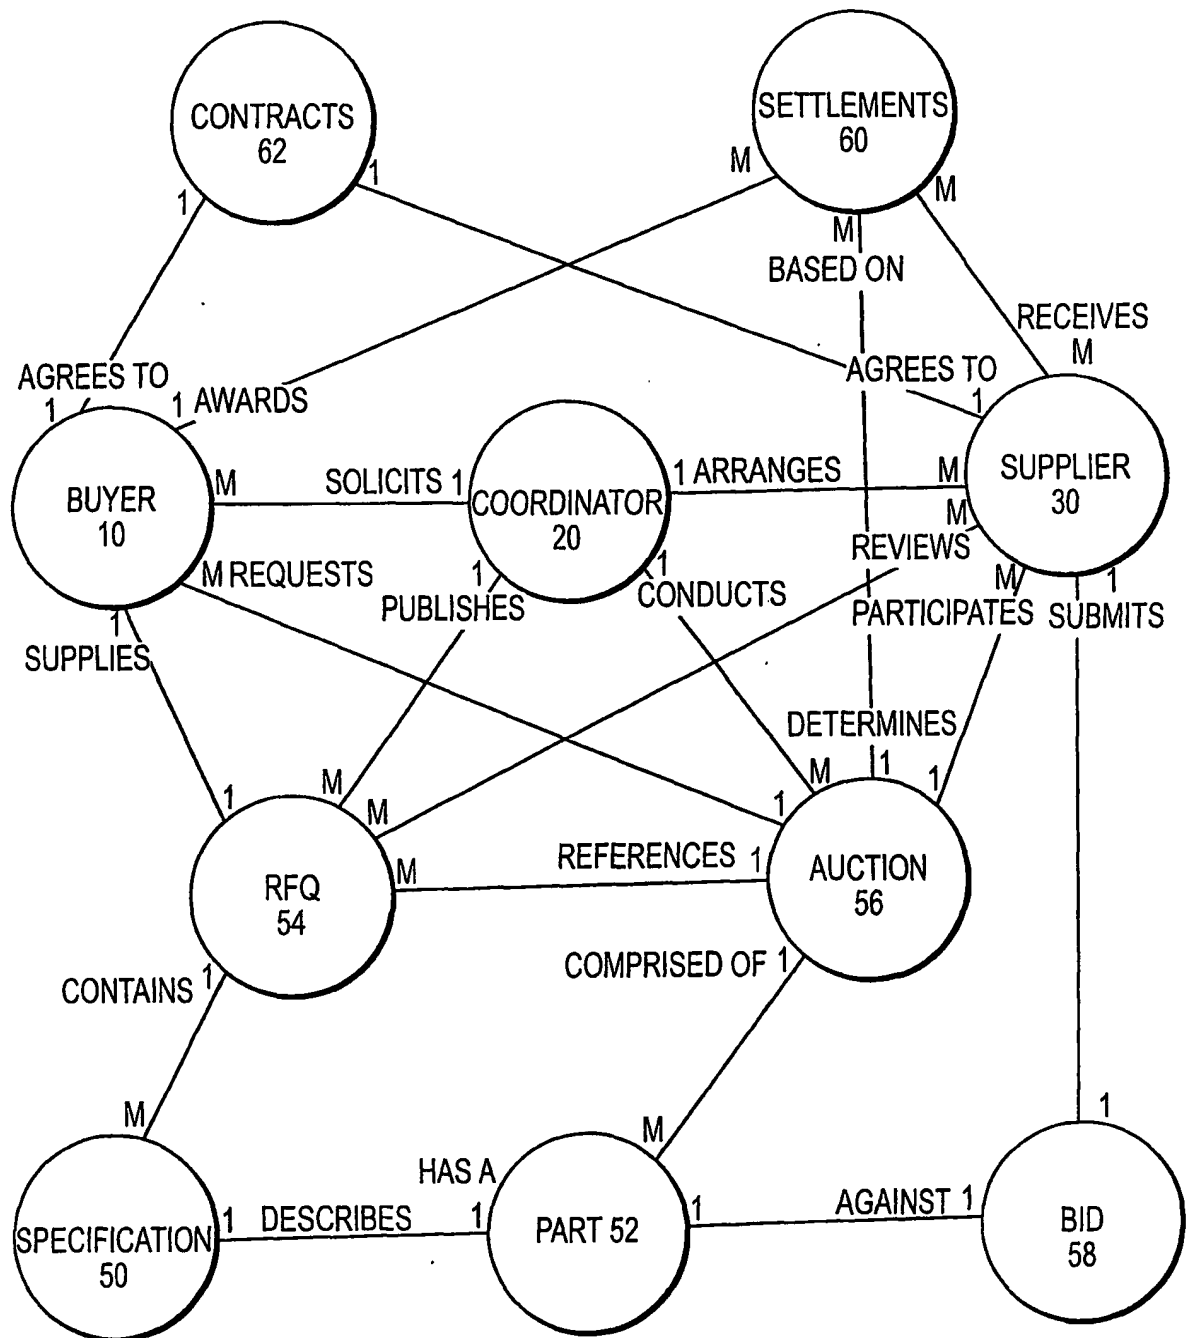 CONTRACTS
62
SETTLEMENTS
60
1
1
M
M
M
BASED ON
RECEIVES
M
AGREES TO
1
1
AWARDS
AGREES TO
1
BUYER
10
M
SOLICITS 1
COORDINATOR
20
1 ARRANGES
M
SUPPLIER
30
M
REVIEWS
M REQUESTS
1
PUBLISHES
1
CONDUCTS
M
PARTICIPATES
1
SUBMITS
1
SUPPLIES
DETERMINES
1
M
M
1
M
1
1
RFQ
54
M
REFERENCES 1
AUCTION
56
CONTAINS 1
COMPRISED OF 1
M
M
1
SPECIFICATION
50
1 DESCRIBES
HAS A
1
PART 52
1
AGAINST 1
BID
58